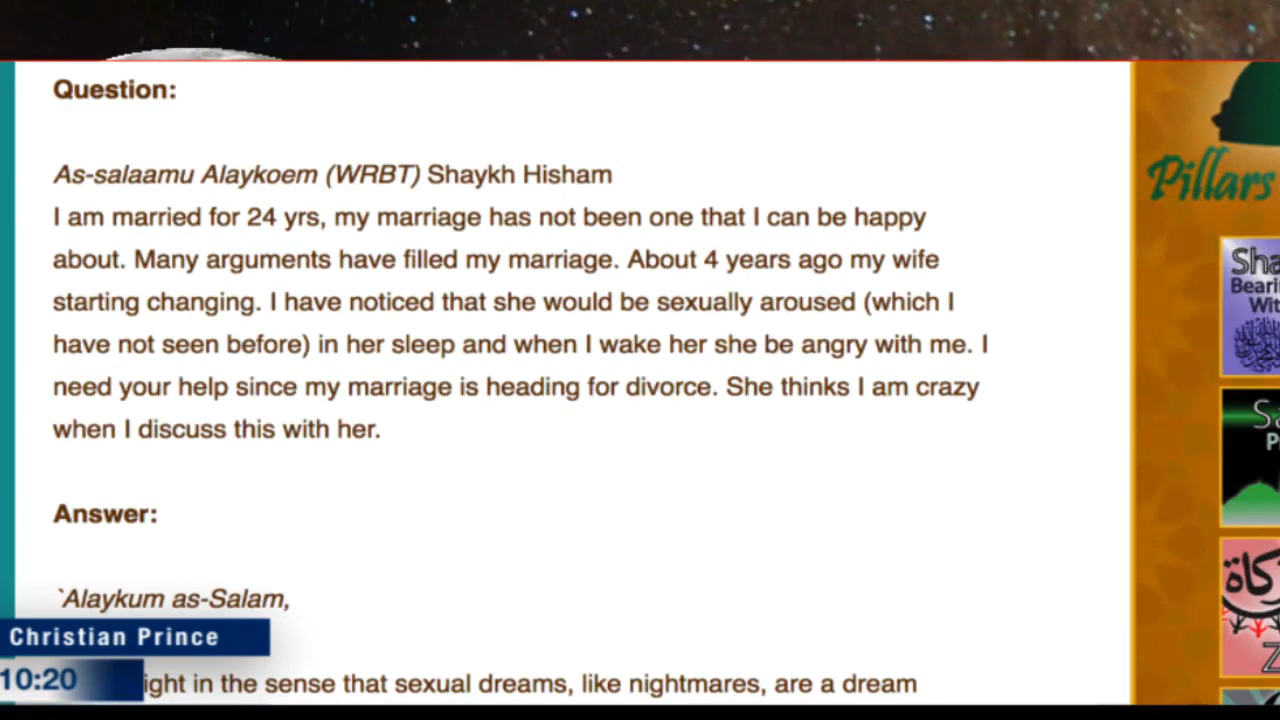 Question:
As-salaamu Alaykoem (WRBT) Shaykh Hisham
I am married for 24 yrs, my marriage has not been one that I can be happy
about. Many arguments have filled my marriage. About 4 years ago my wife
starting changing. I have noticed that she would be sexually aroused (which I
have not seen before) in her sleep and when I wake her she be angry with me. I
need your help since my marriage is heading for divorce. She thinks I am crazy
when I discuss this with her.
Answer:
`Alaykum as-Salam,
ight in the sense that sexual dreams, like nightmares, are a dream
Christian Prince
10:20
Pillars
Sha
Beari
Wit
Sa
P
كاة
Z